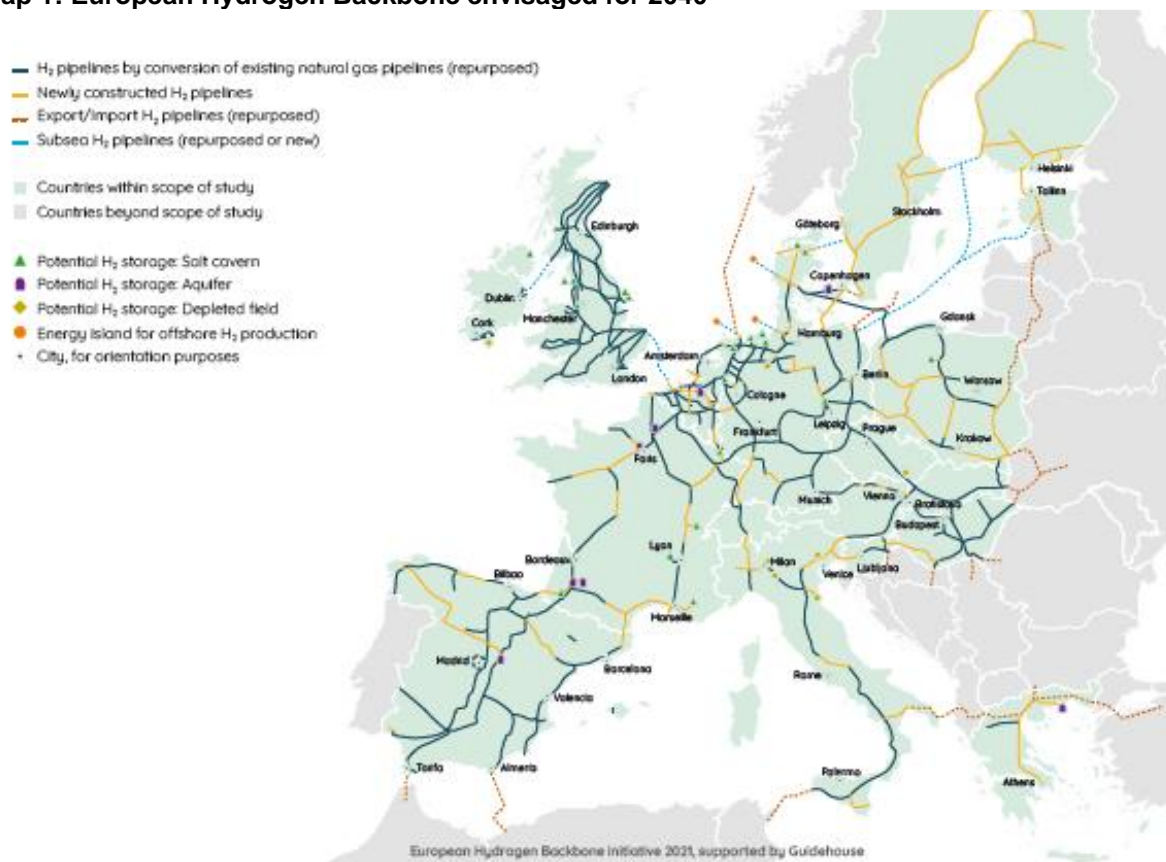 ap 1: European Hydrogen Backbone envisaged for 2040
H₂ pipelines by conversion of existing natural gas pipelines (repurposed)
Newly constructed H₂ pipelines
Export/Import H₂ pipelines (repurposed)
Subsea H₂ pipelines (repurposed or new)
Countries within scope of study
Countries beyond scope of study
Potential H₂ storage: Salt cavern
Potential H₂ storage: Aquifer
Potential H₂ storage: Depleted field
Energy island for offshore H₂ production
City, for orientation purposes
Helsinki
Tallinn
Stockholm
Göteborg
Edinburgh
Copenhagen
Dublin
Manchester
Cork
Hamburg
Gdansk
Amsterdam
London
Berlin
Warsaw
Cologne
Leipzig
Prague
Frankfurt
Krakow
Paris
Munich
Vienna
Bratislava
Budapest
Lyon
Bordeaux
Milan
Venice
Ljubljana
Bilbao
Marseille
Madrid
Barcelona
Rome
Valencia
Tarifa
Almeria
Palermo
Athens
European Hydrogen Backbone initiative 2021, supported by Guidehouse